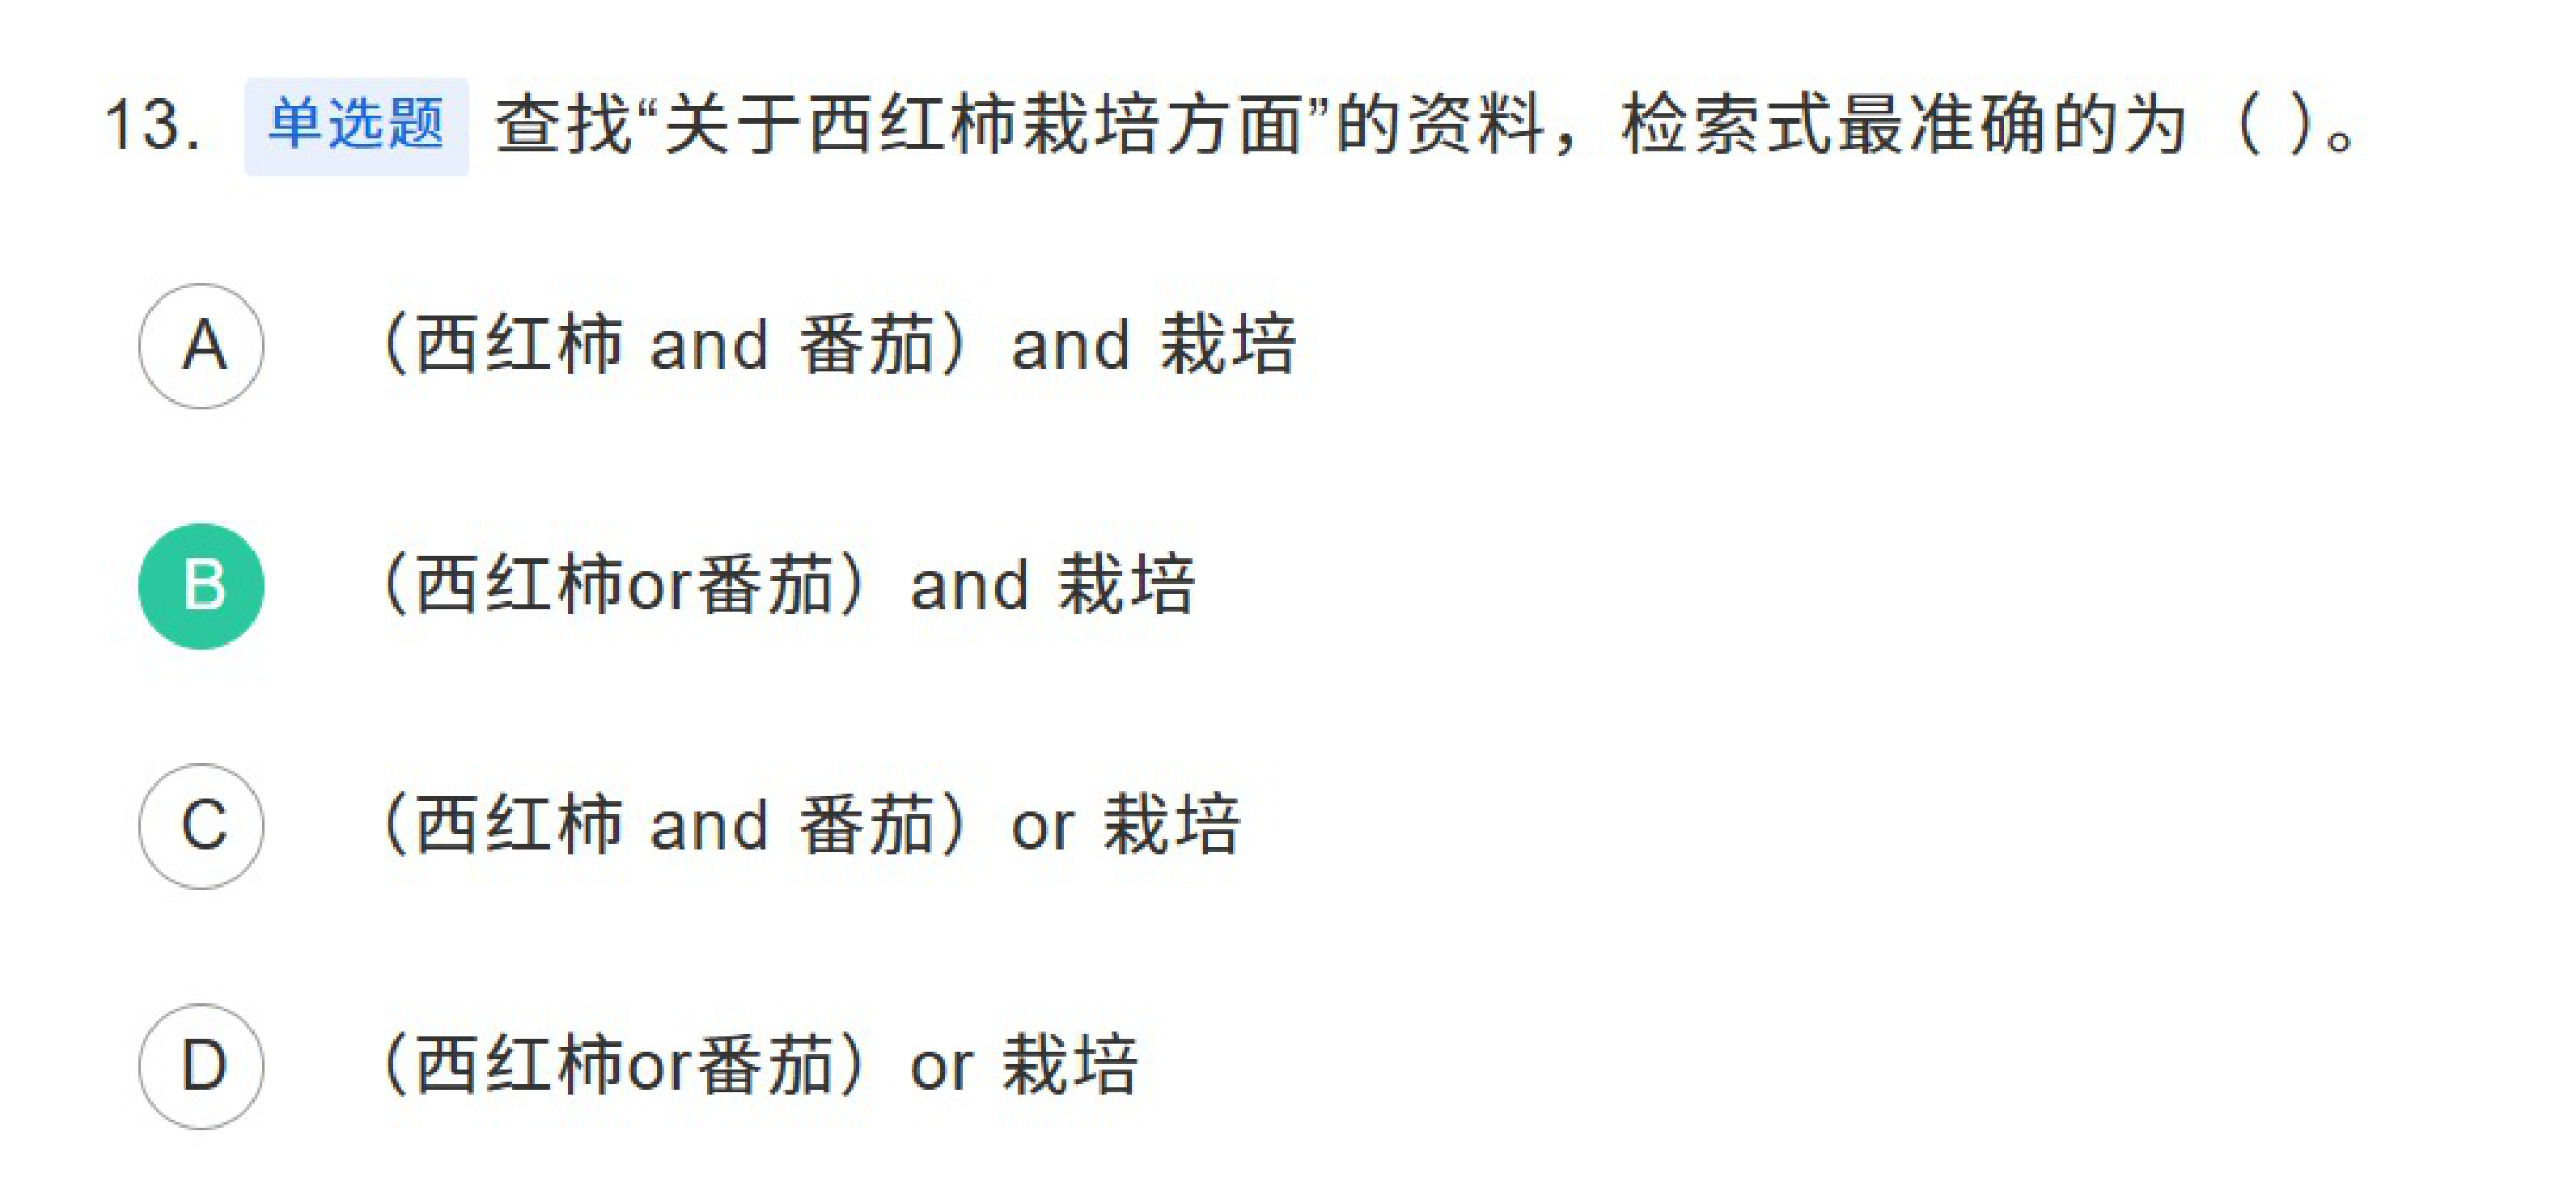 13. 单选题 查找“关于西红柿栽培方面”的资料，检索式最准确的为（ ）。
A （西红柿 and 番茄）and 栽培
B （西红柿or番茄）and 栽培
C （西红柿 and 番茄）or 栽培
D （西红柿or番茄）or 栽培